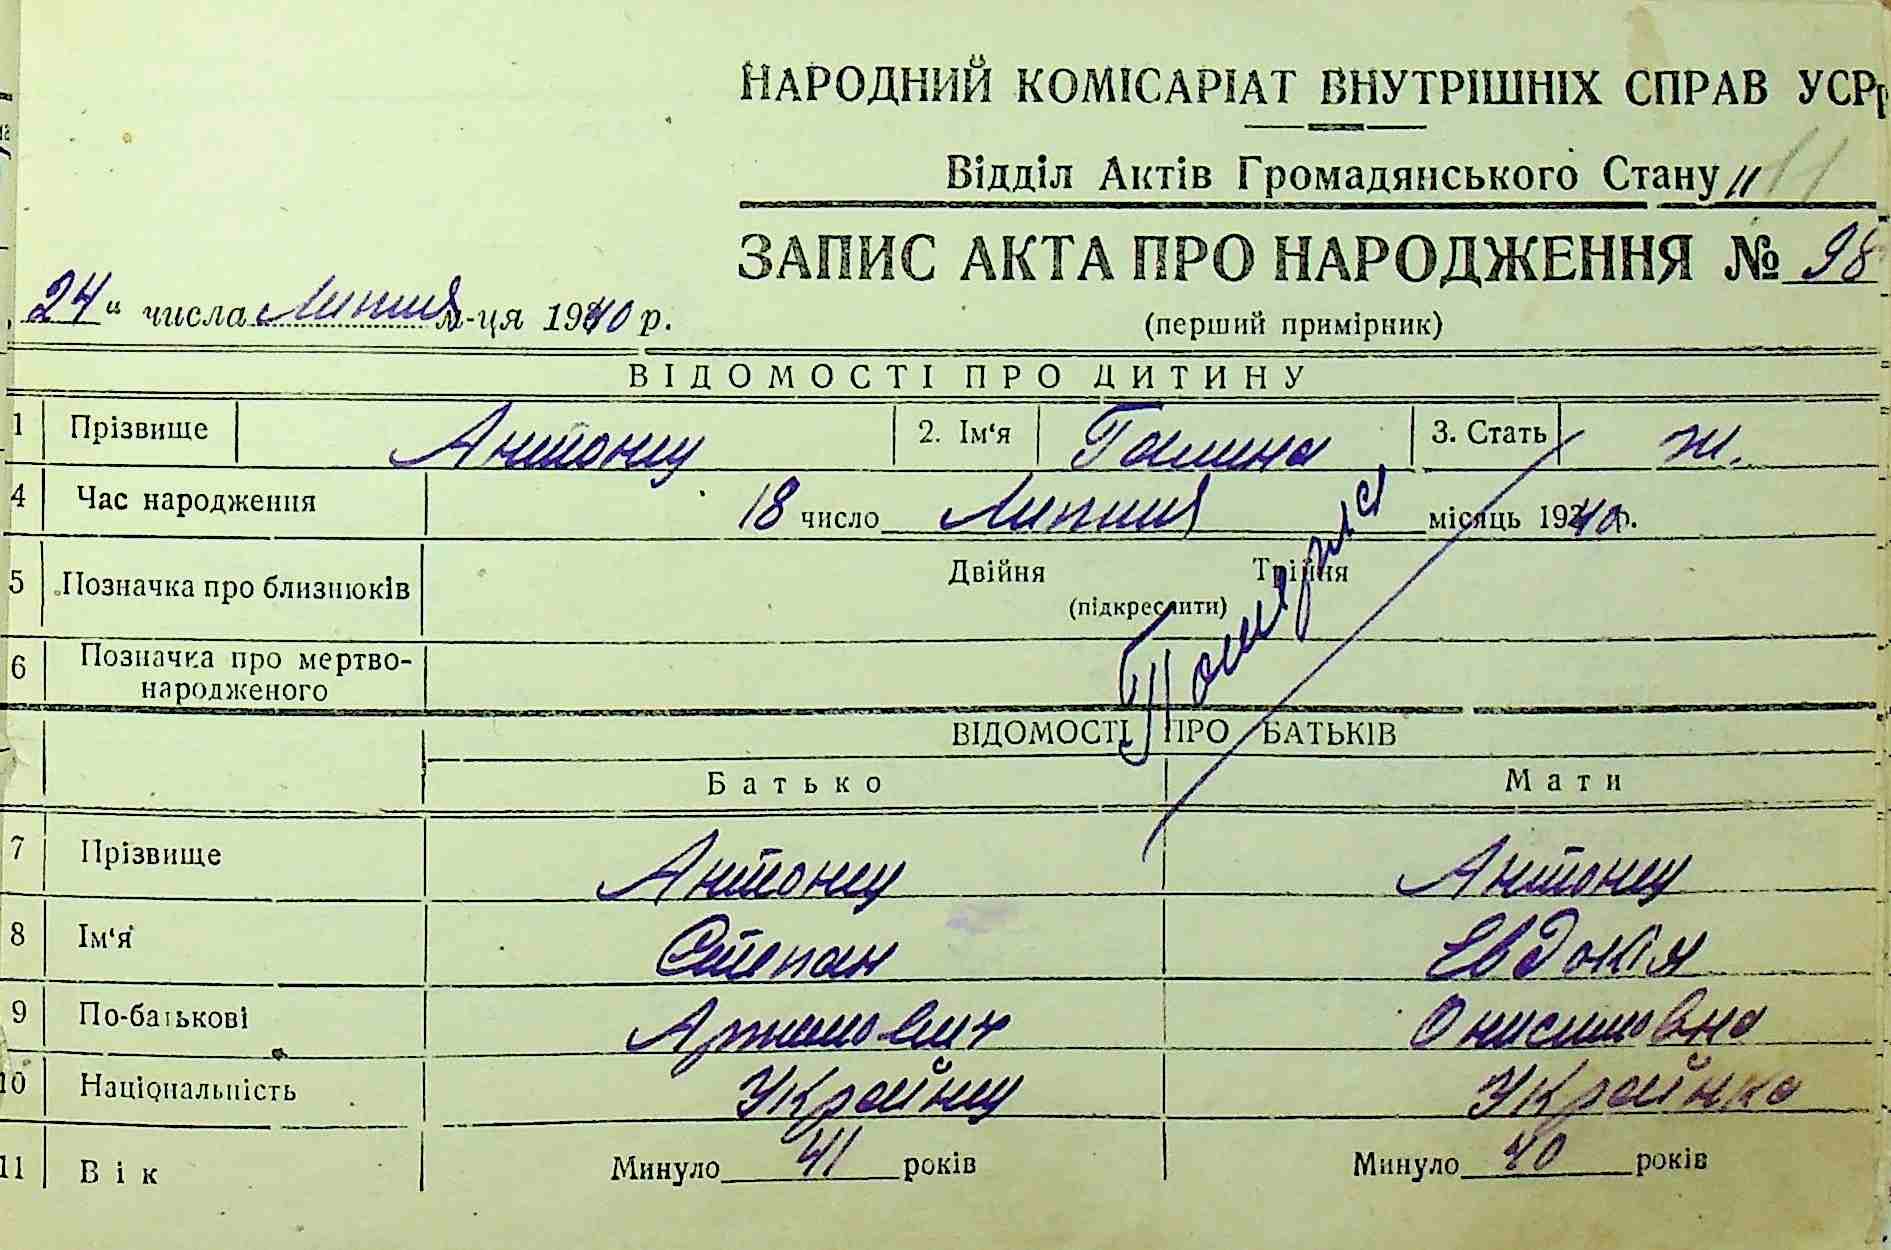 НАРОДНИЙ КОМІСАРІАТ ВНУТРІШНІХ СПРАВ УСРР
Відділ Актів Громадянського Стану " 11
ЗАПИС АКТА ПРО НАРОДЖЕННЯ № 98
24 " числа Липня м-ця 1940 р.
(перший примірник)
ВІДОМОСТІ ПРО ДИТИНУ
1 Прізвище Антонец 2. Ім'я Галина 3. Стать ж.
4 Час народження 18 число Липня місяць 1940 р.
5 Позначка про близнюків Двійня Трійня
(підкреслити)
6 Позначка про мертво-
народженого
ВІДОМОСТІ ПРО БАТЬКІВ
Батько Мати
7 Прізвище Антонец Антонец
8 Ім'я Степан Евдокія
9 По-батькові Артемович Онисимовна
10 Національність Українец Українка
11 Вік Минуло 41 років Минуло 40 років